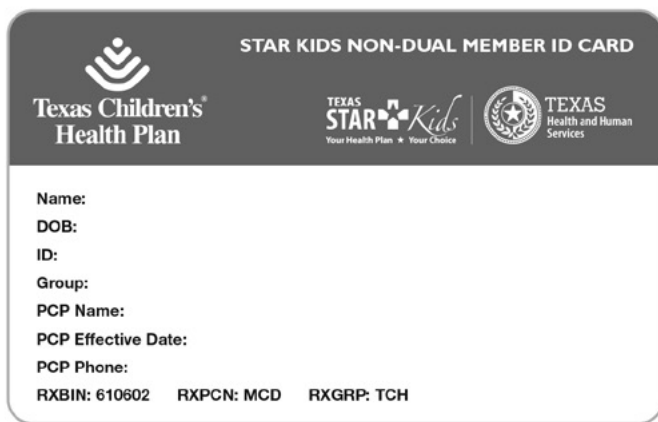 STAR KIDS NON-DUAL MEMBER ID CARD
Texas Children's®
Health Plan
TEXAS
STAR Kids
Your Health Plan ★ Your Choice
TEXAS
Health and Human
Services
Name:
DOB:
ID:
Group:
PCP Name:
PCP Effective Date:
PCP Phone:
RXBIN: 610602 RXPCN: MCD RXGRP: TCH